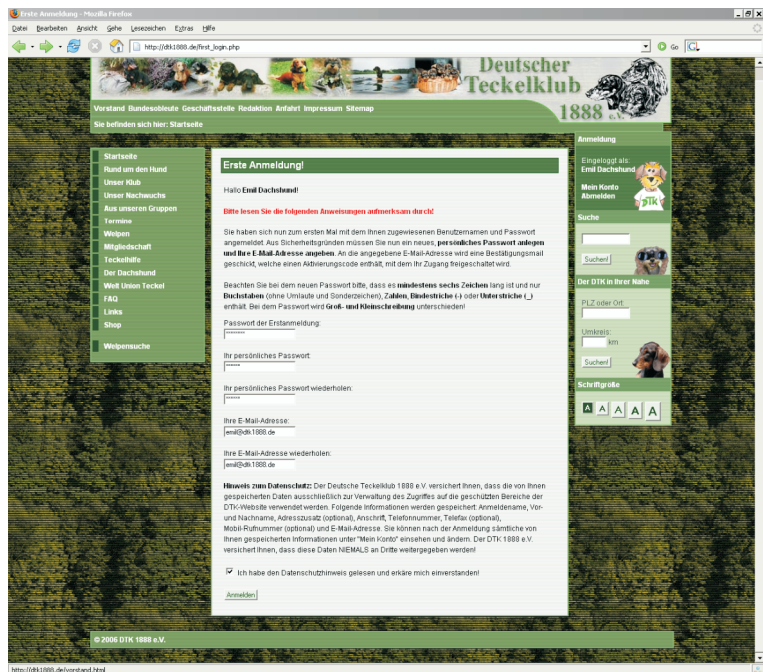 Erste Anmeldung - Mozilla Firefox
Datei Bearbeiten Ansicht Gehe Lesezeichen Extras Hilfe
http://dtk1888.de/first_login.php
Go
Deutscher
Teckelklub
1888 e.V.
Vorstand Bundesobleute Geschäftsstelle Redaktion Anfahrt Impressum Sitemap
Sie befinden sich hier: Startseite
Startseite
Rund um den Hund
Unser Klub
Unser Nachwuchs
Aus unseren Gruppen
Termine
Welpen
Mitgliedschaft
Teckelhilfe
Der Dachshund
Welt Union Teckel
FAQ
Links
Shop
Welpensuche
Erste Anmeldung!
Hallo Emil Dachshund!
Bitte lesen Sie die folgenden Anweisungen aufmerksam durch!
Sie haben sich nun zum ersten Mal mit dem Ihnen zugewiesenen Benutzernamen und Passwort
angemeldet. Aus Sicherheitsgründen müssen Sie nun ein neues, persönliches Passwort anlegen
und Ihre E-Mail-Adresse angeben. An die angegebene E-Mail-Adresse wird eine Bestätigungsmail
geschickt, welche einen Aktivierungscode enthält, mit dem Ihr Zugang freigeschaltet wird.
Beachten Sie bei dem neuen Passwort bitte, dass es mindestens sechs Zeichen lang ist und nur
Buchstaben (ohne Umlaute und Sonderzeichen), Zahlen, Bindestriche (-) oder Unterstriche (_)
enthält. Bei dem Passwort wird Groß- und Kleinschreibung unterschieden!
Passwort der Erstanmeldung:
********
Ihr persönliches Passwort:
******
Ihr persönliches Passwort wiederholen:
******
Ihre E-Mail-Adresse:
emil@dtk1888.de
Ihre E-Mail-Adresse wiederholen:
emil@dtk1888.de
Hinweis zum Datenschutz: Der Deutsche Teckelklub 1888 e.V. versichert Ihnen, dass die von Ihnen
gespeicherten Daten ausschließlich zur Verwaltung des Zugriffes auf die geschützten Bereiche der
DTK-Website verwendet werden. Folgende Informationen werden gespeichert: Anmeldename, Vor-
und Nachname, Adresszusatz (optional), Anschrift, Telefonnummer, Telefax (optional),
Mobil-Rufnummer (optional) und E-Mail-Adresse. Sie können nach der Anmeldung sämtliche von
Ihnen gespeicherten Informationen unter "Mein Konto" einsehen und ändern. Der DTK 1888 e.V.
versichert Ihnen, dass diese Daten NIEMALS an Dritte weitergegeben werden!
Ich habe den Datenschutzhinweis gelesen und erkäre mich einverstanden!
Anmelden
Anmeldung
Eingeloggt als:
Emil Dachshund
Mein Konto
Abmelden
DTK
Suche
Suchen!
Der DTK in Ihrer Nähe
PLZ oder Ort:
Umkreis:
km
Suchen!
Schriftgröße
A A A A A
© 2006 DTK 1888 e.V.
http://dtk1888.de/vorstand.html